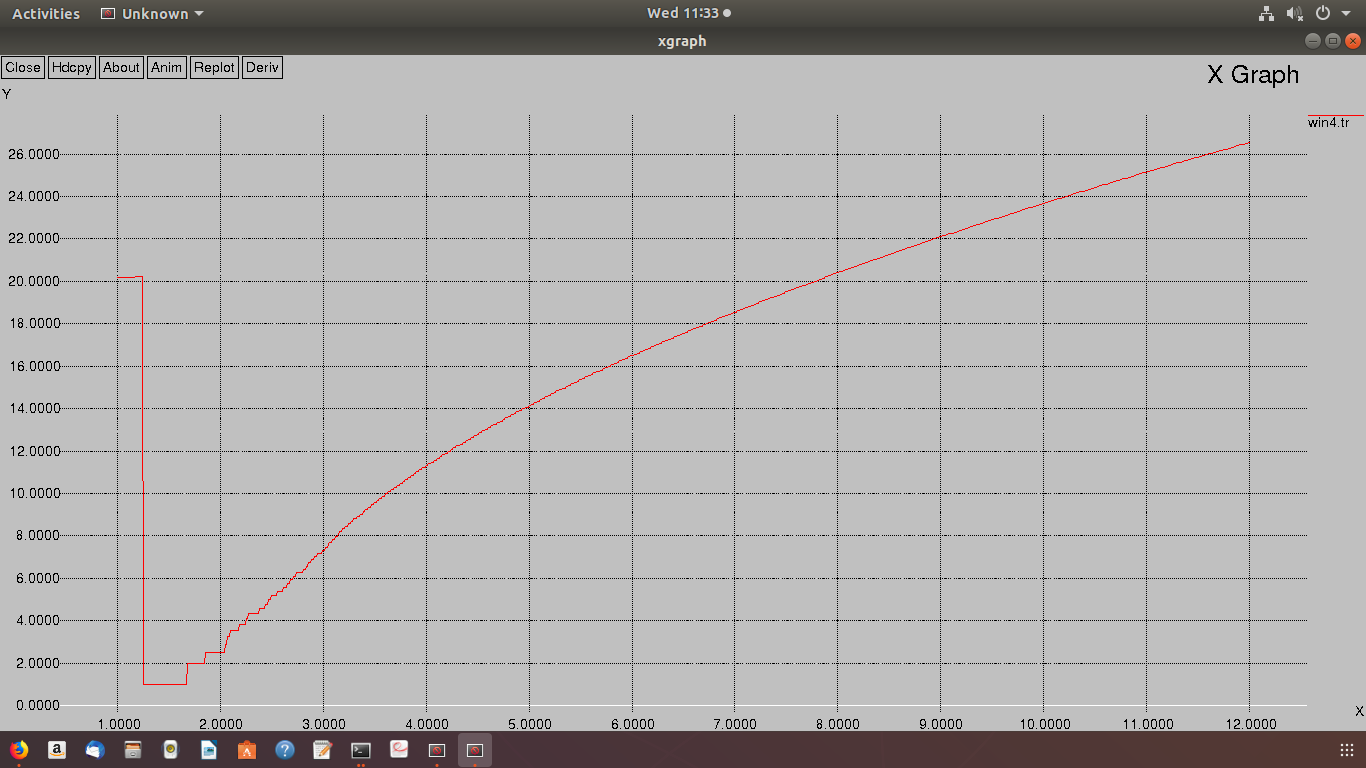 Activities Unknown Wed 11:33
xgraph
Close Hdcpy About Anim Replot Deriv
X Graph
Y
win4.tr
26.0000
24.0000
22.0000
20.0000
18.0000
16.0000
14.0000
12.0000
10.0000
8.0000
6.0000
4.0000
2.0000
0.0000
X
1.0000 2.0000 3.0000 4.0000 5.0000 6.0000 7.0000 8.0000 9.0000 10.0000 11.0000 12.0000